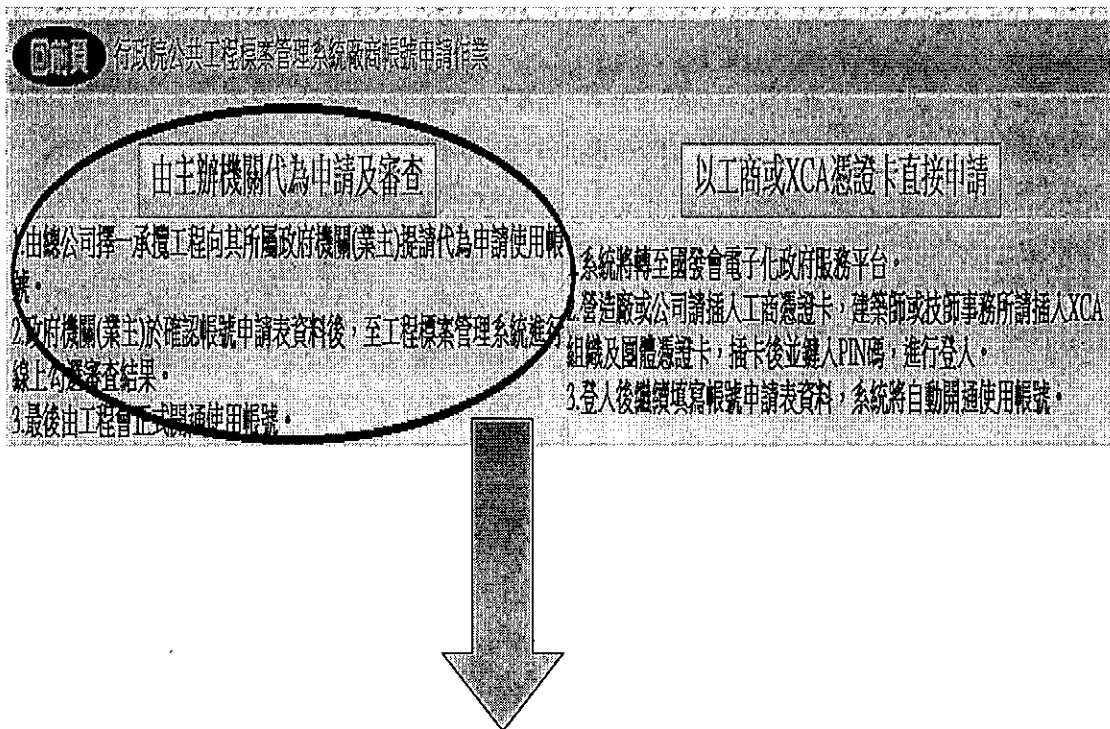 回前頁 行政院公共工程標案管理系統廠商帳號申請作業
由主辦機關代為申請及審查
1.由總公司擇一承攬工程向其所屬政府機關(業主)提請代為申請使用帳
號。
2.政府機關(業主)於確認帳號申請表資料後，至工程標案管理系統進行
線上勾選審查結果。
3.最後由工程會正式開通使用帳號。
以工商或XCA憑證卡直接申請
1.系統將轉至國發會電子化政府服務平台。
2.營造廠或公司請插入工商憑證卡，建築師或技師事務所請插入XCA
組織及團體憑證卡，插卡後並鍵入PIN碼，進行登入。
3.登入後繼續填寫帳號申請表資料，系統將自動開通使用帳號。